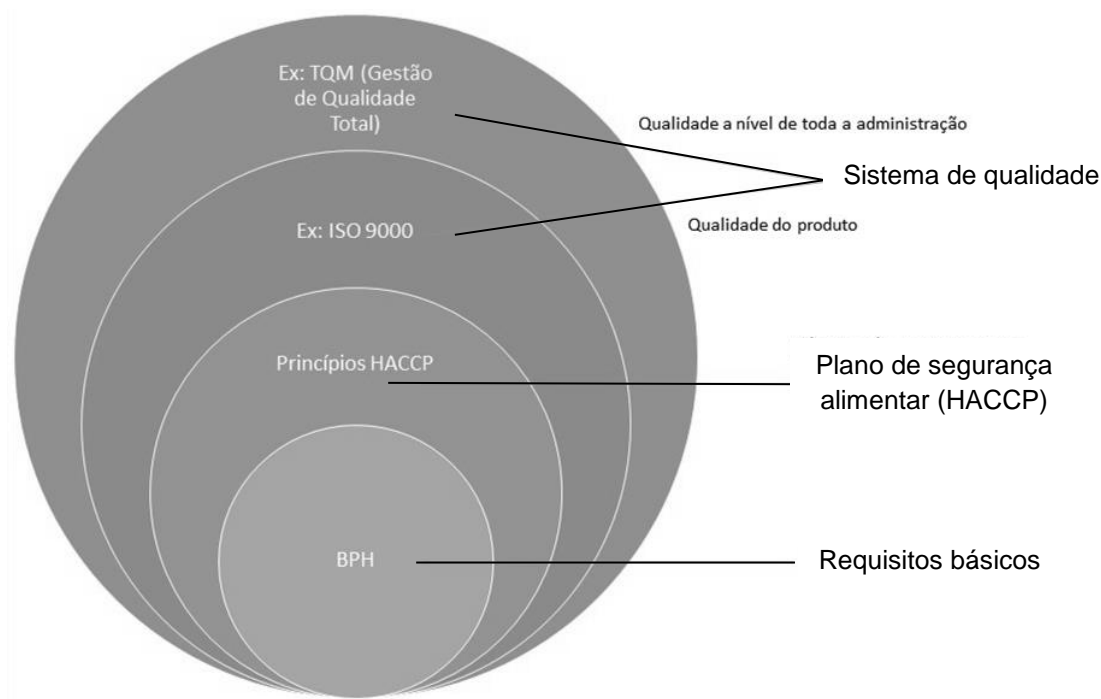 Ex: TQM (Gestão
de Qualidade
Total)
Qualidade a nível de toda a administração
Sistema de qualidade
Ex: ISO 9000
Qualidade do produto
Princípios HACCP
Plano de segurança
alimentar (HACCP)
BPH
Requisitos básicos